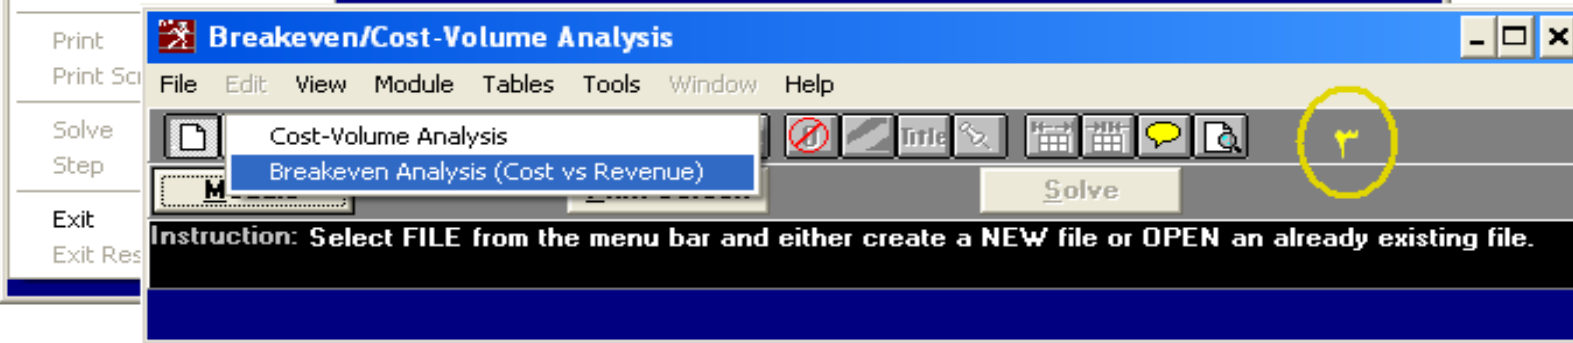 Print
Print Scr
Solve
Step
Exit
Exit Res
Breakeven/Cost-Volume Analysis
File Edit View Module Tables Tools Window Help
Cost-Volume Analysis
Breakeven Analysis (Cost vs Revenue)
Title
۳
Solve
Instruction: Select FILE from the menu bar and either create a NEW file or OPEN an already existing file.